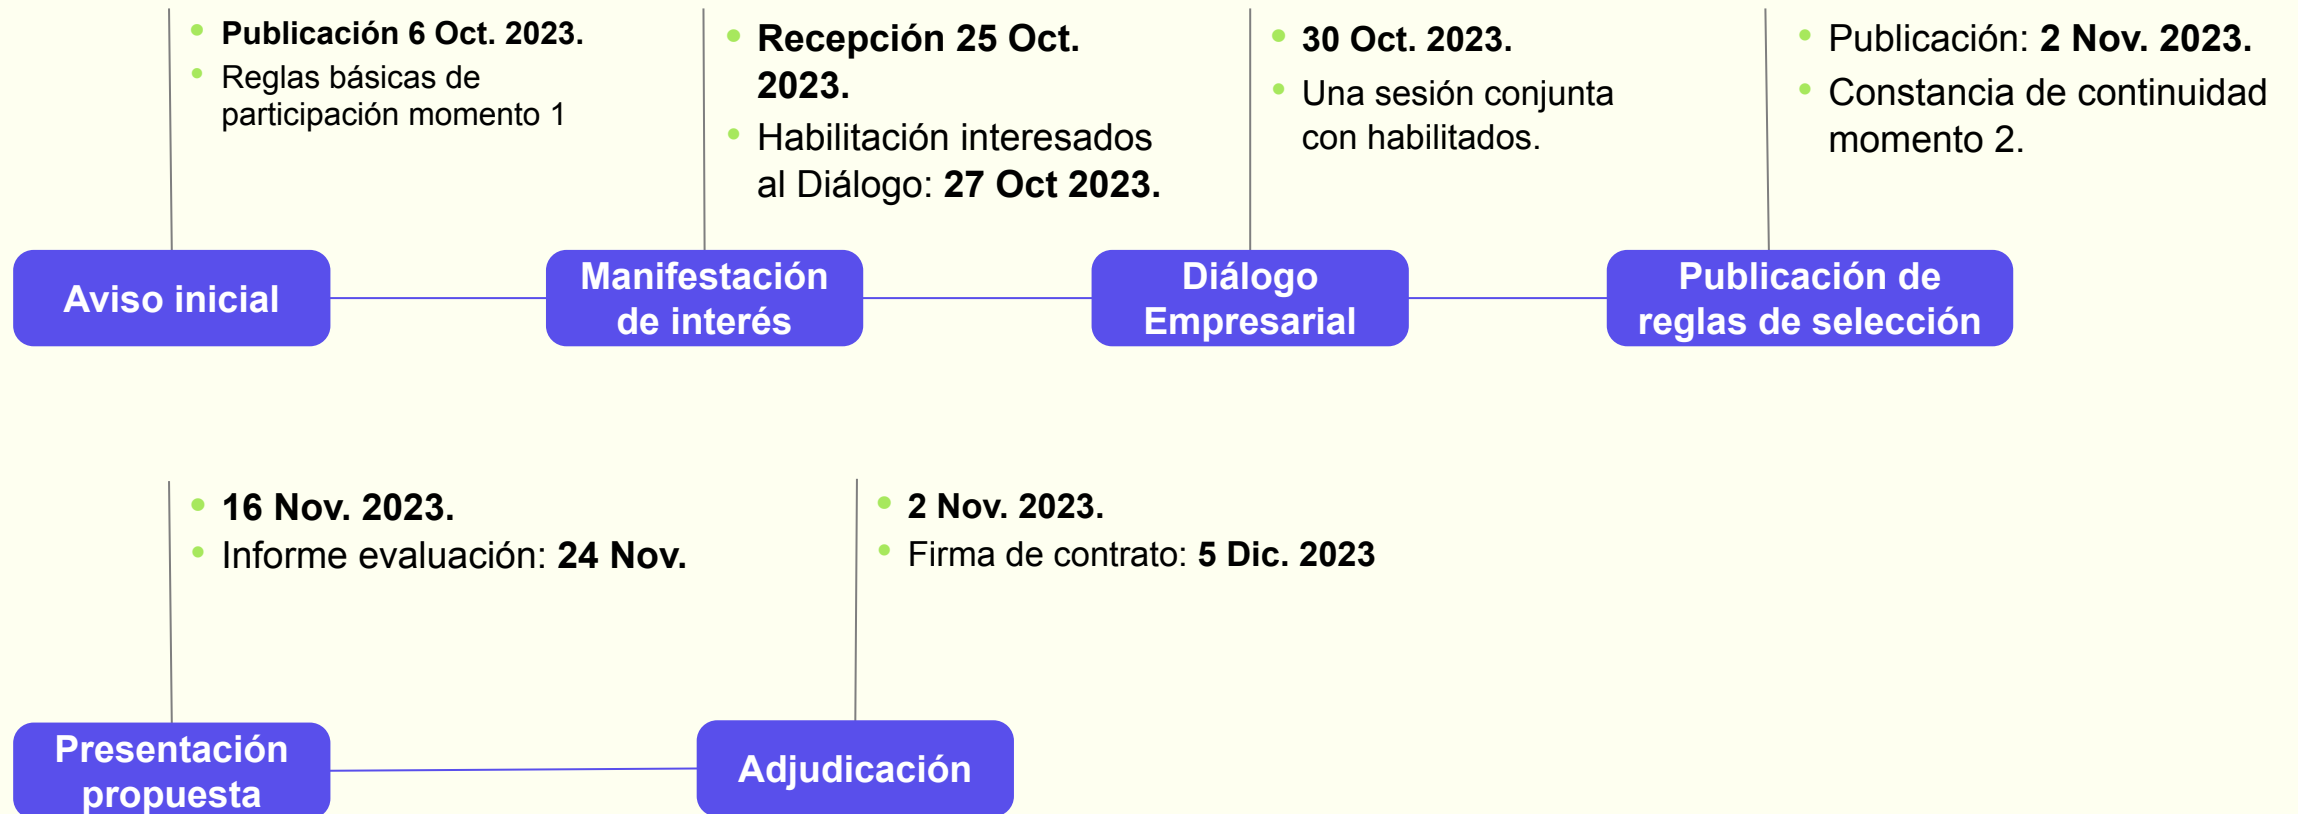 Publicación 6 Oct. 2023.
Reglas básicas de
participación momento 1
Recepción 25 Oct.
2023.
Habilitación interesados
al Diálogo: 27 Oct 2023.
30 Oct. 2023.
Una sesión conjunta
con habilitados.
Publicación: 2 Nov. 2023.
Constancia de continuidad
momento 2.
Aviso inicial
Manifestación
de interés
Diálogo
Empresarial
Publicación de
reglas de selección
16 Nov. 2023.
Informe evaluación: 24 Nov.
2 Nov. 2023.
Firma de contrato: 5 Dic. 2023
Presentación
propuesta
Adjudicación